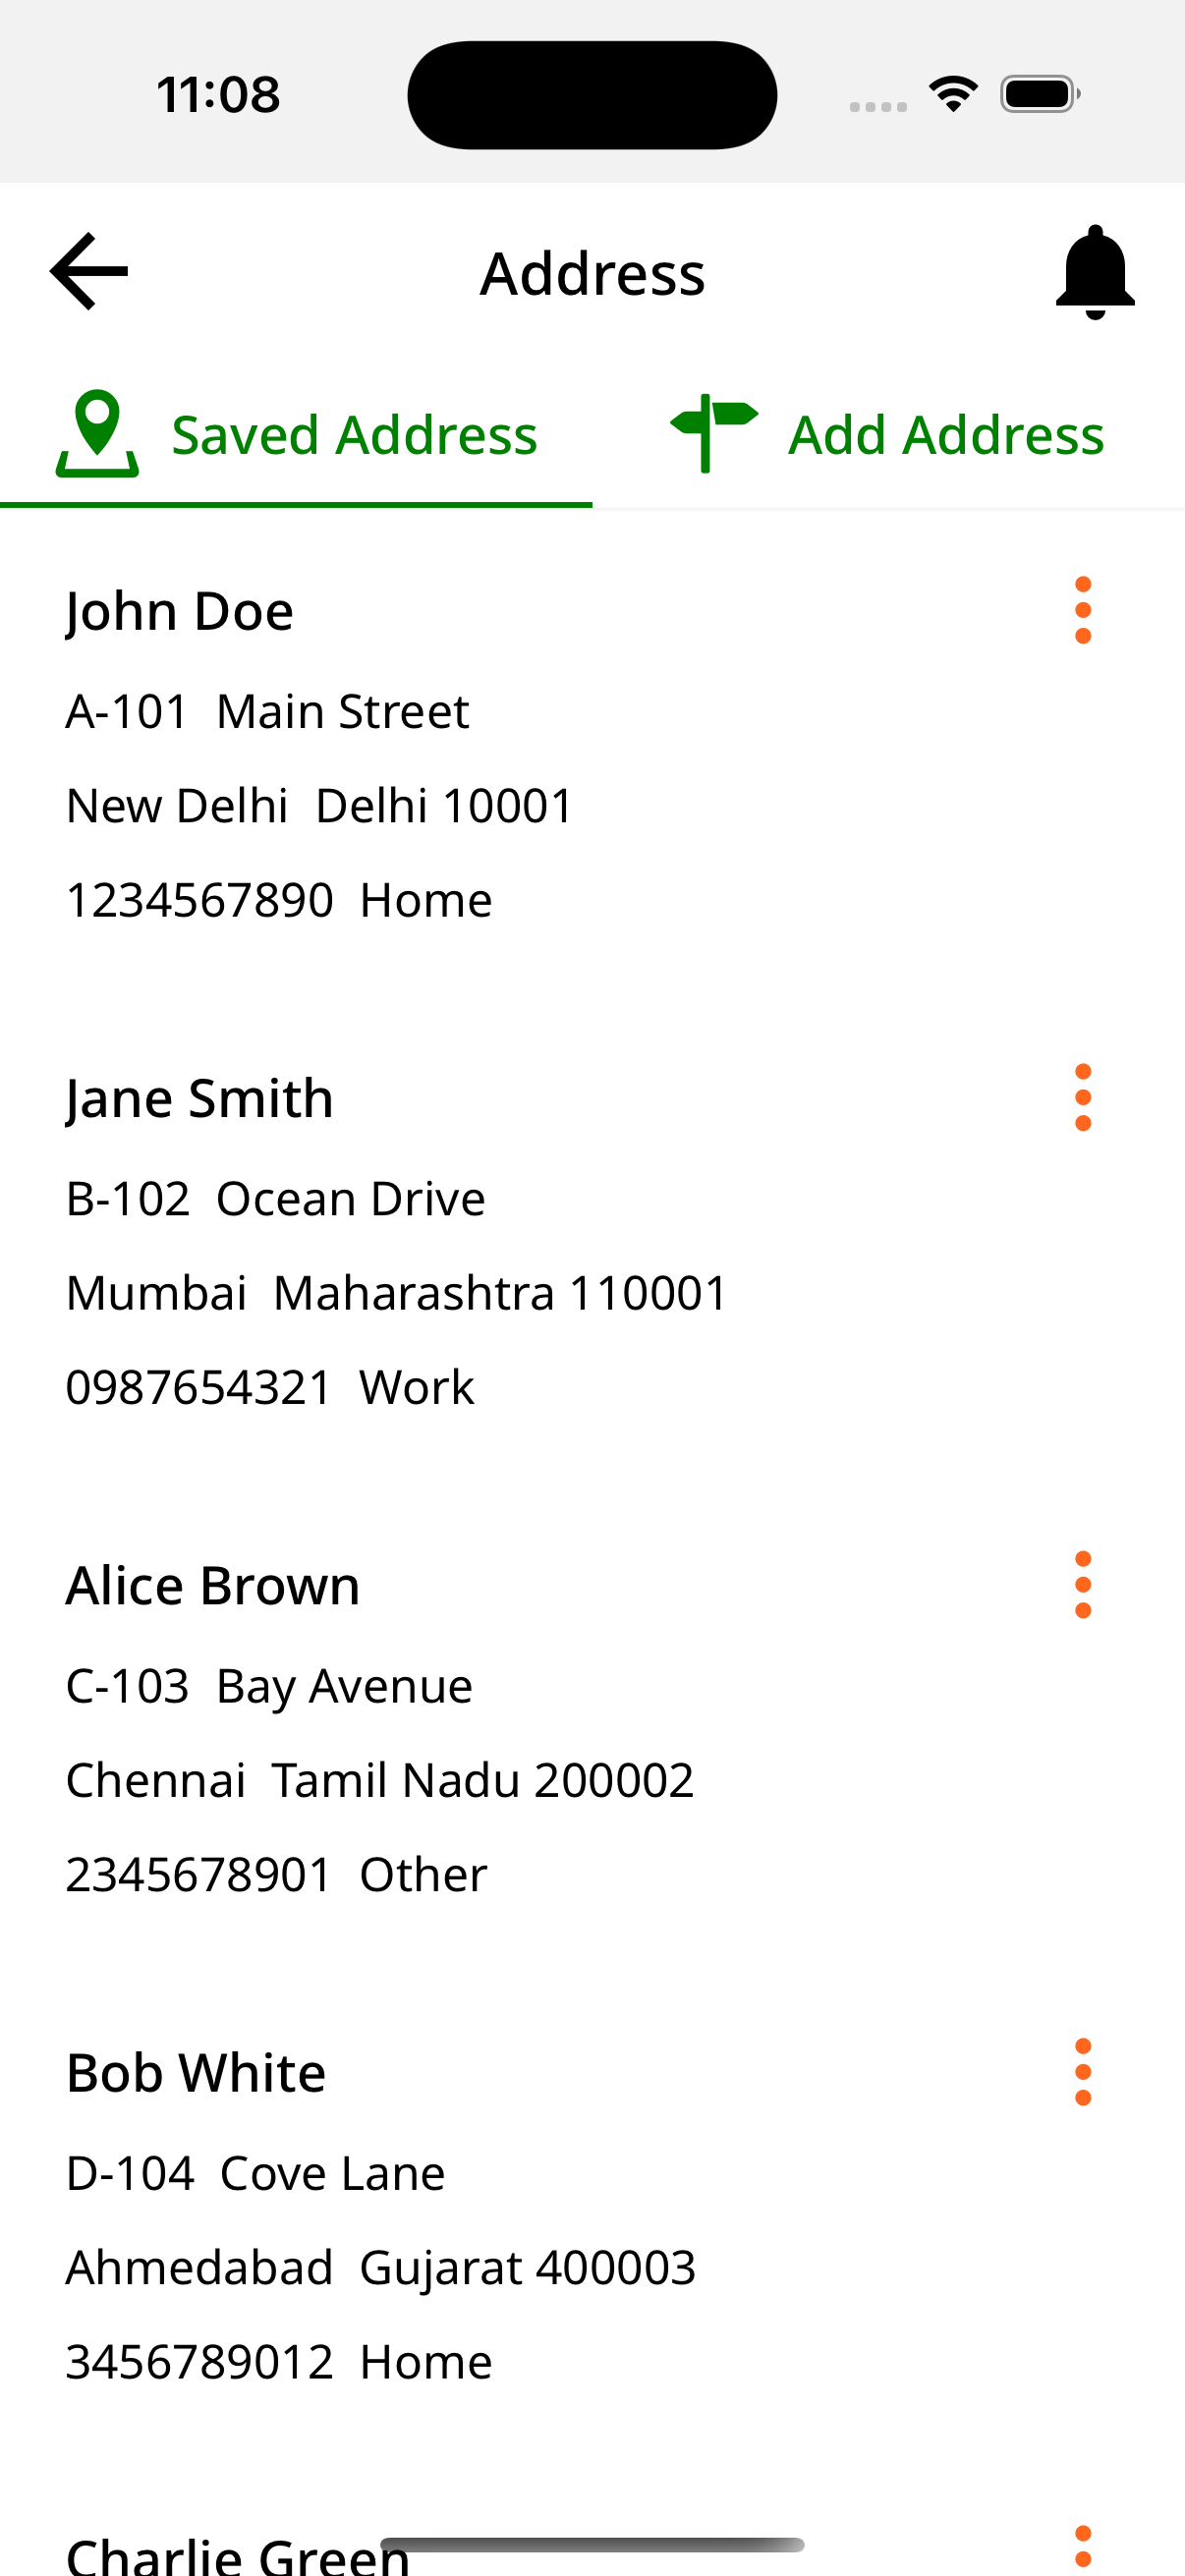 11:08
Address
Saved Address
Add Address
John Doe
A-101  Main Street
New Delhi  Delhi 10001
1234567890  Home
Jane Smith
B-102  Ocean Drive
Mumbai  Maharashtra 110001
0987654321  Work
Alice Brown
C-103  Bay Avenue
Chennai  Tamil Nadu 200002
2345678901  Other
Bob White
D-104  Cove Lane
Ahmedabad  Gujarat 400003
3456789012  Home
Charlie Green